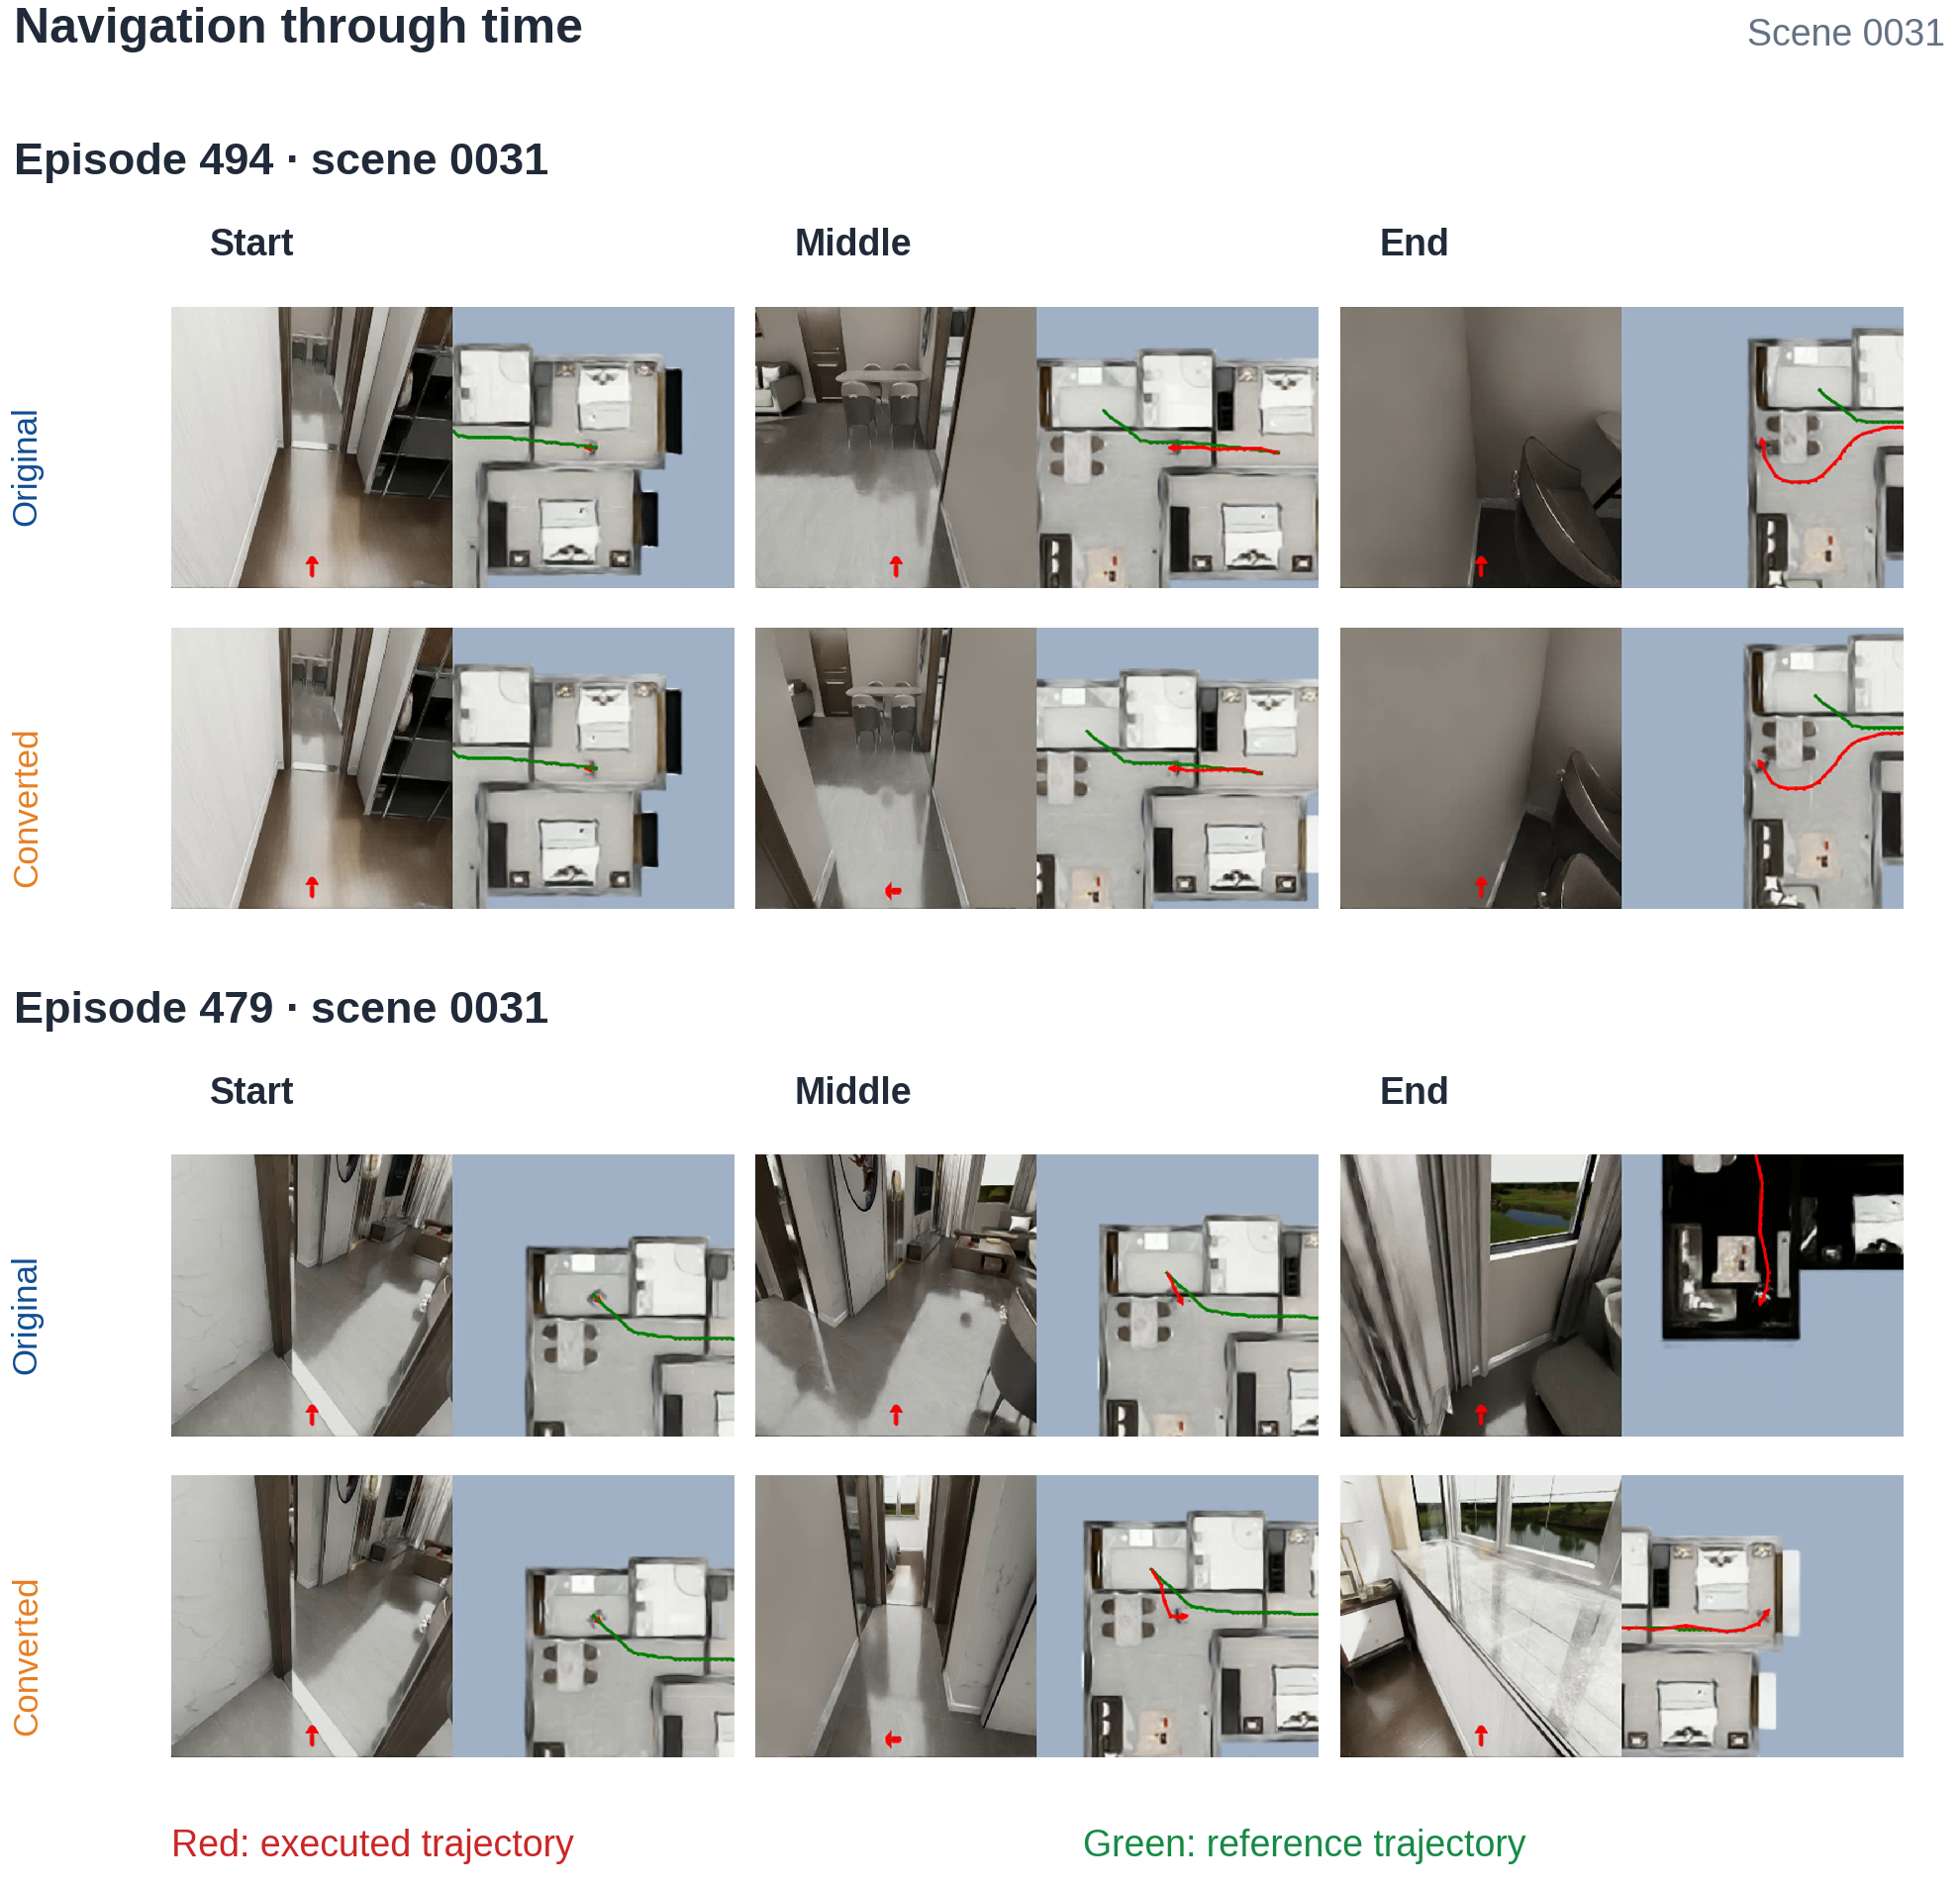 Navigation through time
Scene 0031
Episode 494 · scene 0031
Start
Middle
End
Original
Converted
Episode 479 · scene 0031
Start
Middle
End
Original
Converted
Red: executed trajectory
Green: reference trajectory